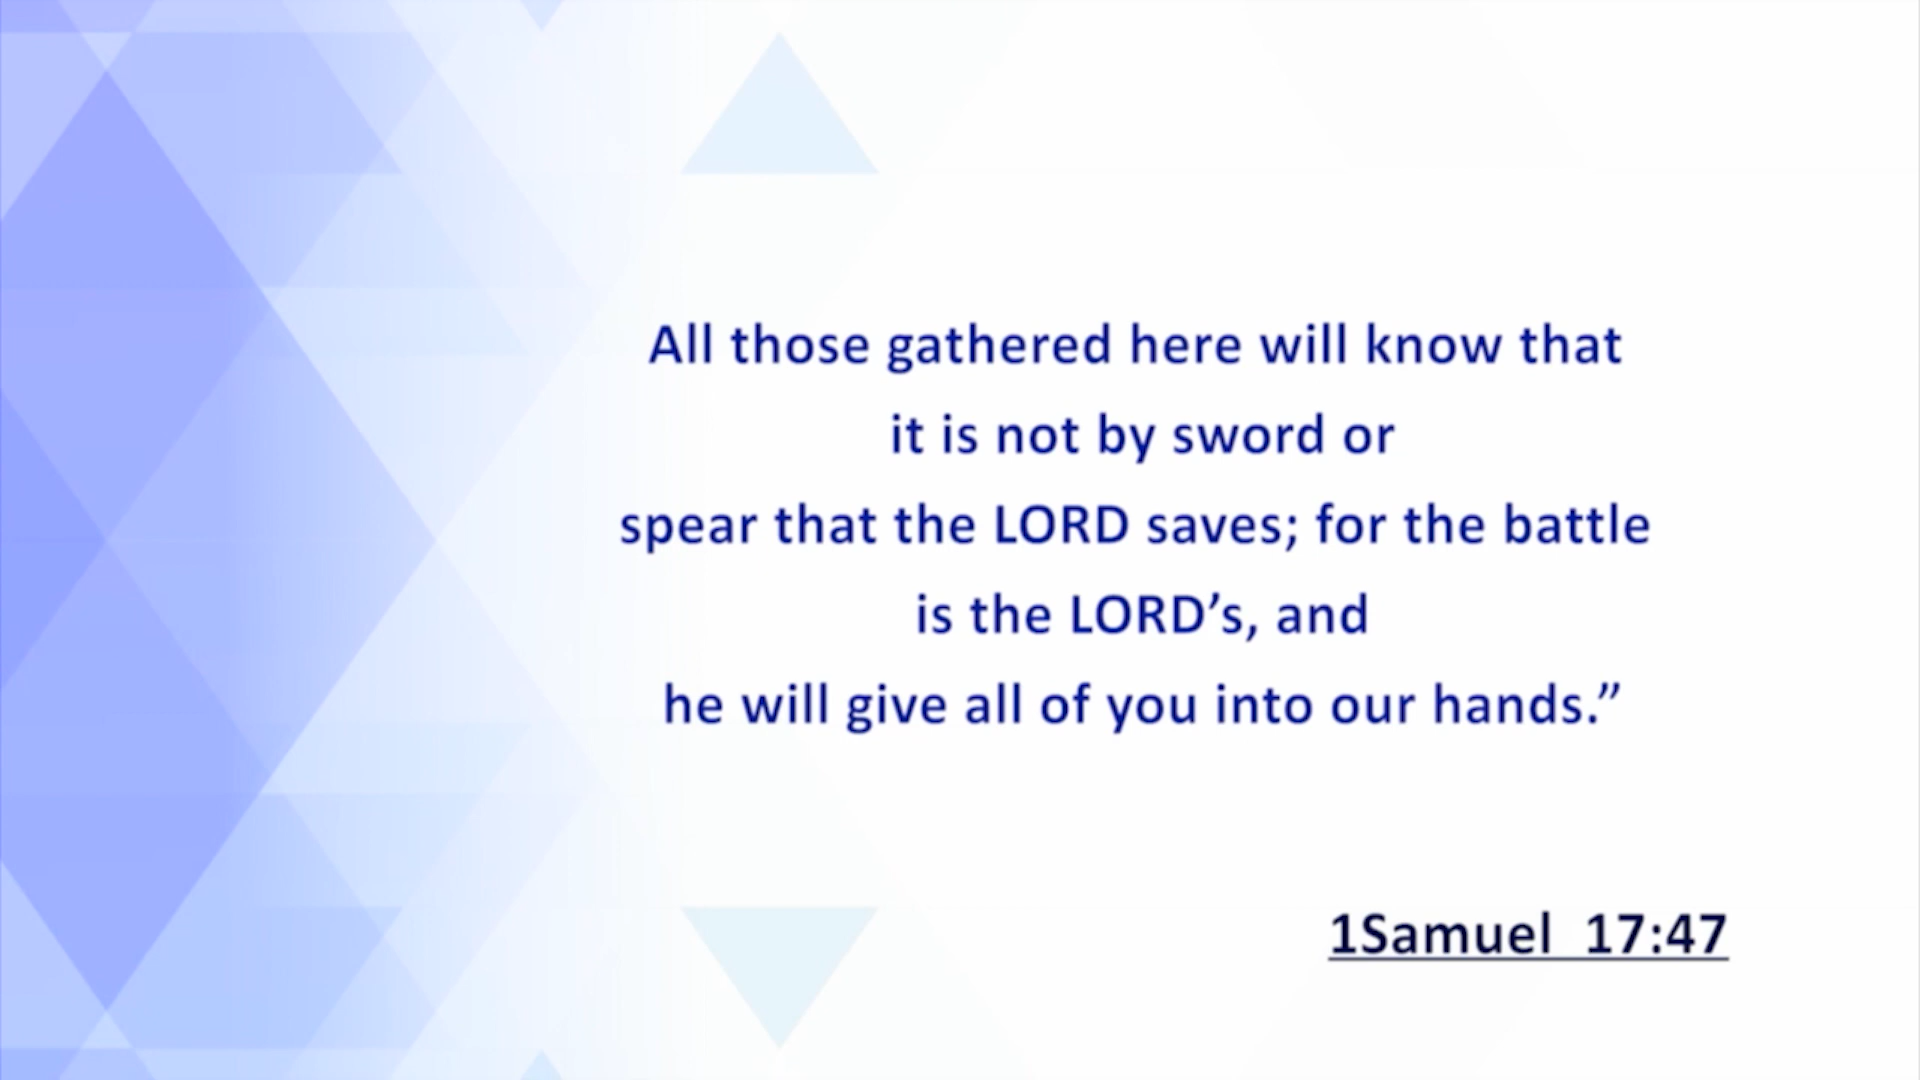 All those gathered here will know that
it is not by sword or
spear that the LORD saves; for the battle
is the LORD’s, and
he will give all of you into our hands.”
1Samuel  17:47